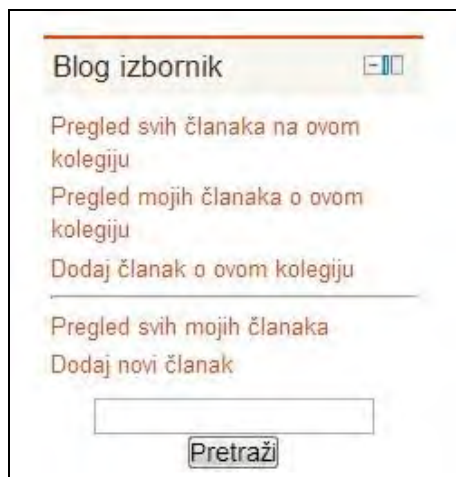 Blog izbornik
Pregled svih članaka na ovom
kolegiju
Pregled mojih članaka o ovom
kolegiju
Dodaj članak o ovom kolegiju
Pregled svih mojih članaka
Dodaj novi članak
Pretraži